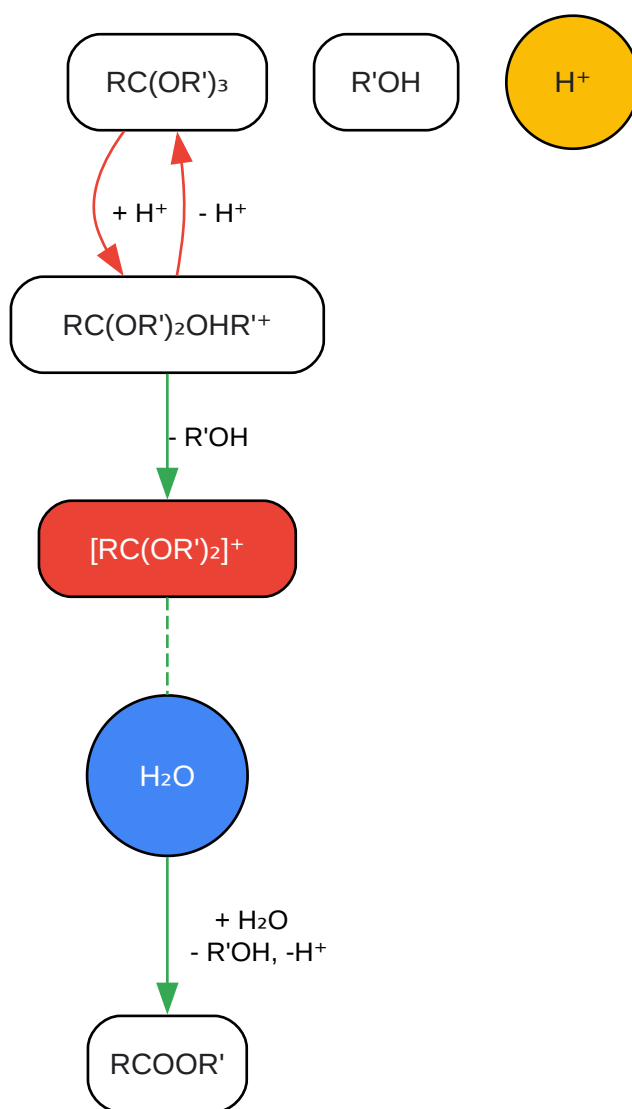 RC(OR')₃
R'OH
H⁺
+ H⁺
- H⁺
RC(OR')₂OHR'⁺
- R'OH
[RC(OR')₂]⁺
H₂O
+ H₂O
- R'OH, -H⁺
RCOOR'